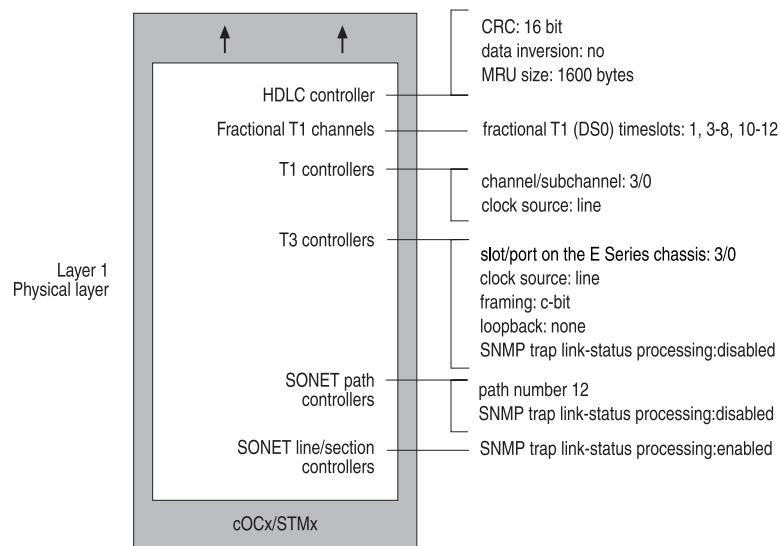 CRC: 16 bit
data inversion: no
MRU size: 1600 bytes
HDLC controller
Fractional T1 channels
fractional T1 (DS0) timeslots: 1, 3-8, 10-12
T1 controllers
channel/subchannel: 3/0
clock source: line
T3 controllers
slot/port on the E Series chassis: 3/0
clock source: line
framing: c-bit
loopback: none
SNMP trap link-status processing:disabled
Layer 1
Physical layer
SONET path
controllers
path number 12
SNMP trap link-status processing:disabled
SONET line/section
controllers
SNMP trap link-status processing:enabled
cOCx/STMx